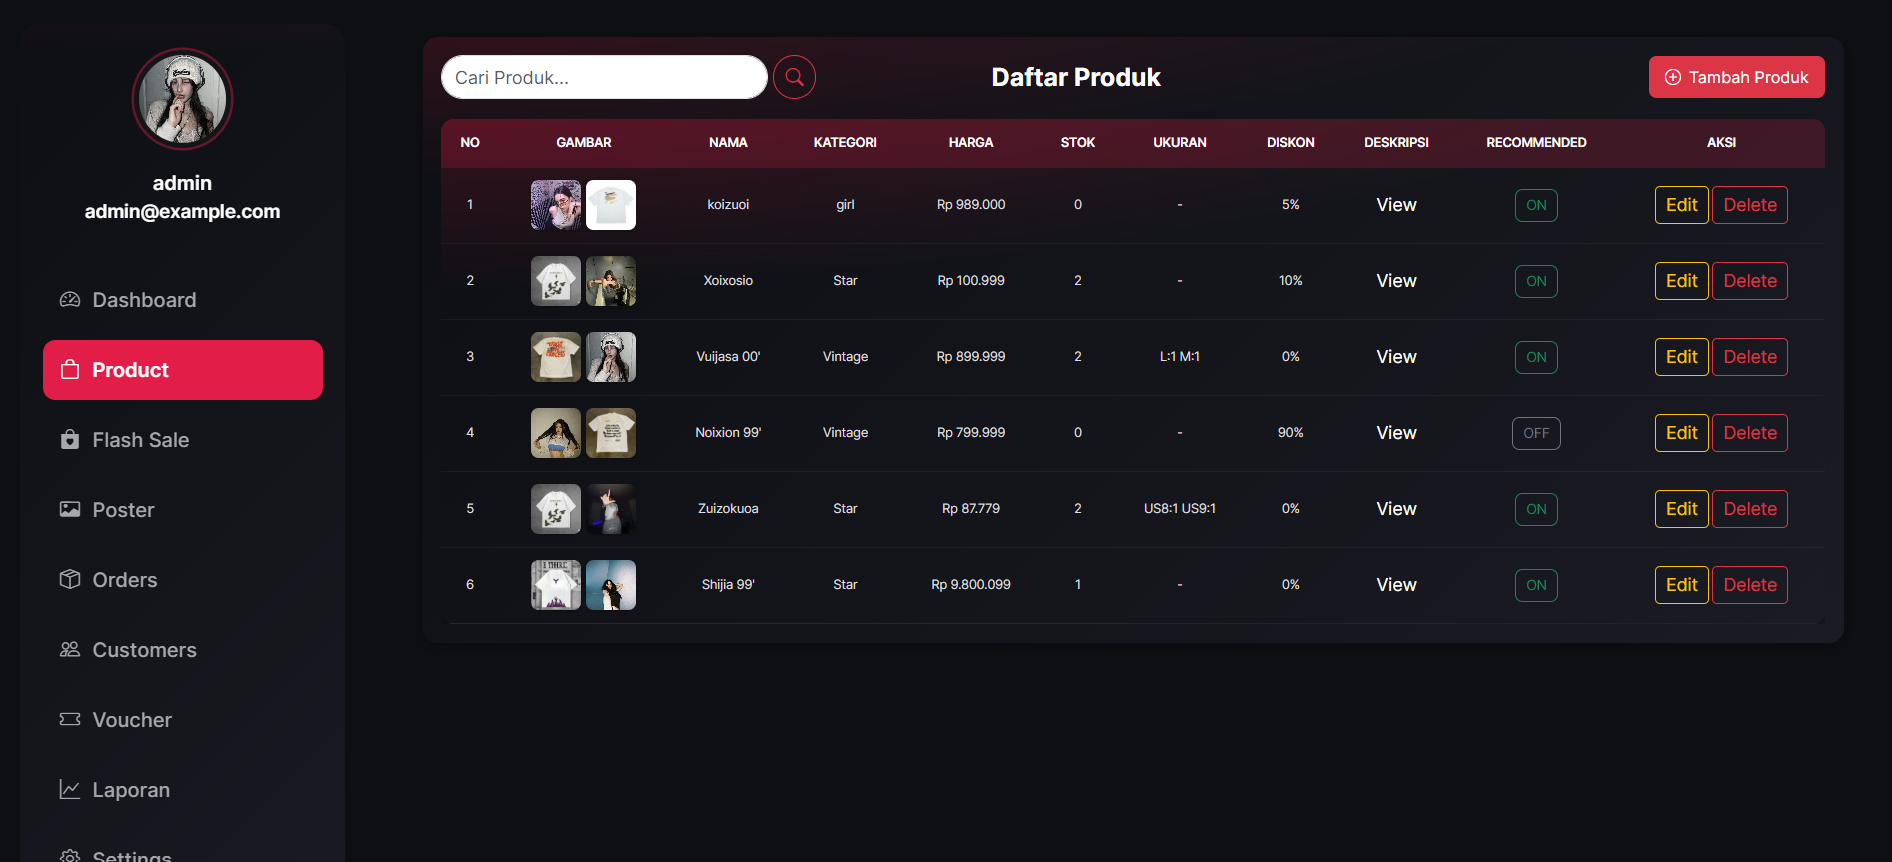 admin
admin@example.com
Dashboard
Product
Flash Sale
Poster
Orders
Customers
Voucher
Laporan
Settings
Cari Produk...
Daftar Produk
Tambah Produk
NO GAMBAR NAMA KATEGORI HARGA STOK UKURAN DISKON DESKRIPSI RECOMMENDED AKSI
1 koizuoi girl Rp 989.000 0 - 5% View ON Edit Delete
2 Xoixosio Star Rp 100.999 2 - 10% View ON Edit Delete
3 Vuijasa 00' Vintage Rp 899.999 2 L:1 M:1 0% View ON Edit Delete
4 Noixion 99' Vintage Rp 799.999 0 - 90% View OFF Edit Delete
5 Zuizokuoa Star Rp 87.779 2 US8:1 US9:1 0% View ON Edit Delete
6 Shijia 99' Star Rp 9.800.099 1 - 0% View ON Edit Delete